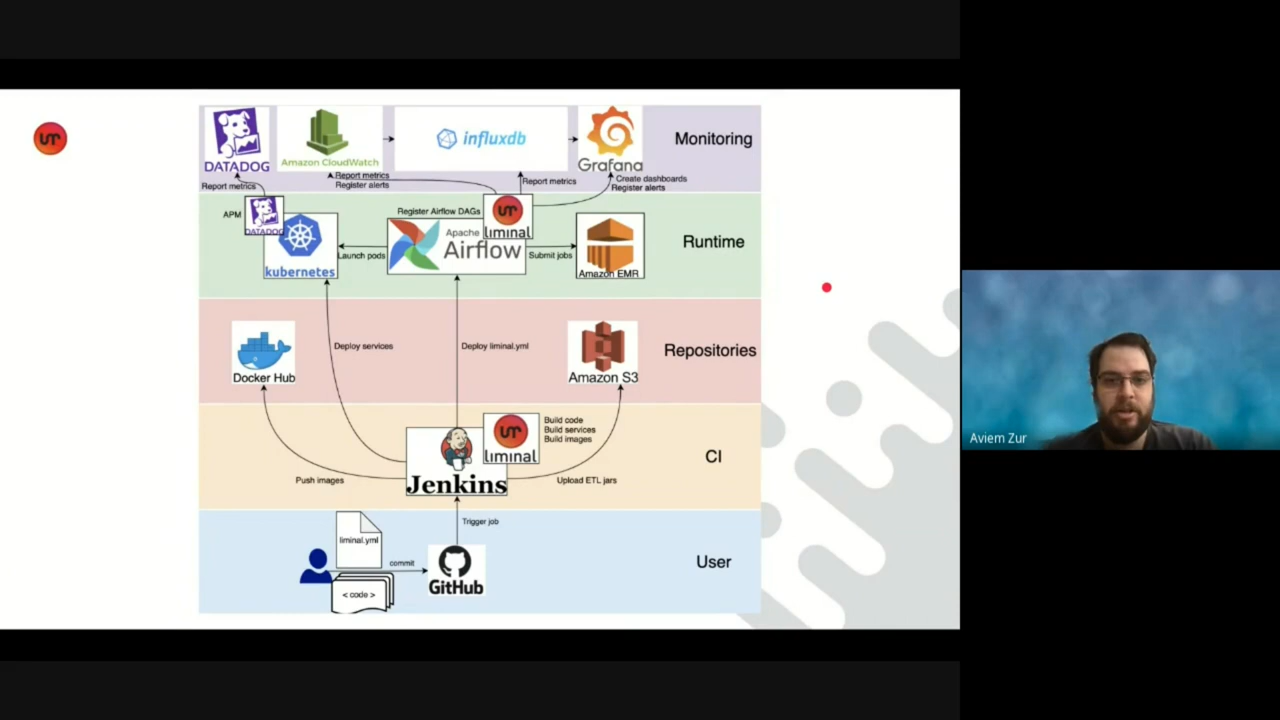 DATADOG
Amazon CloudWatch
influxdb
Grafana
Monitoring
Report metrics
Report metrics
Register alerts
Report metrics
Create dashboards
Register alerts
APM
DATADOG
kubernetes
Launch pods
Register Airflow DAGs
liminal
Apache
Airflow
Submit jobs
Amazon EMR
Runtime
Docker Hub
Deploy services
Deploy liminal.yml
Amazon S3
Repositories
Push images
Jenkins
liminal
Build code
Build services
Build images
Upload ETL jars
CI
Trigger job
liminal.yml
< code >
commit
GitHub
User
Aviem Zur